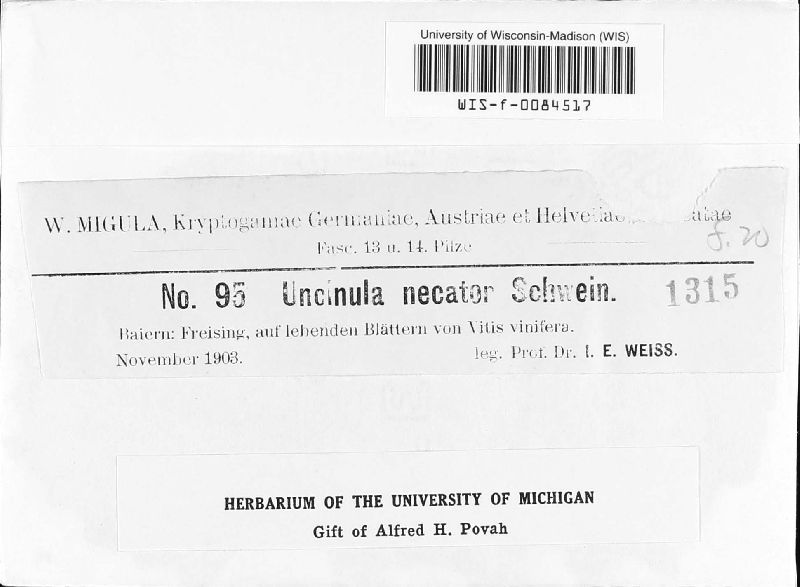 University of Wisconsin-Madison (WIS)
WIS-f-0084517
W. MIGULA, Kryptogamae Germaniae, Austriae et Helvetiae
Fasc. 13 u. 14. Pilze
f. 20
No. 95 Uncinula necator Schwein. 1315
Baiern: Freising, auf lebenden Blättern von Vitis vinifera.
November 1903. leg. Prof. Dr. I. E. WEISS.
HERBARIUM OF THE UNIVERSITY OF MICHIGAN
Gift of Alfred H. Povah